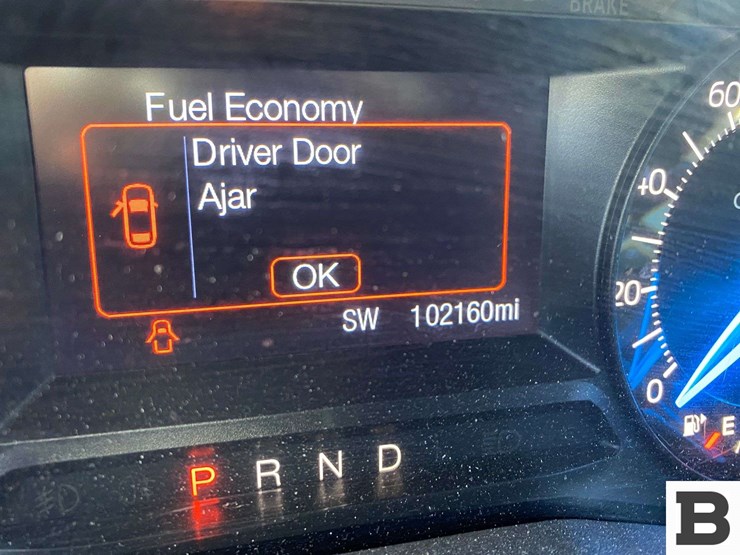 BRAKE
Fuel Economy
Driver Door
Ajar
OK
SW 102160mi
P R N D
60
40
20
0
E
B